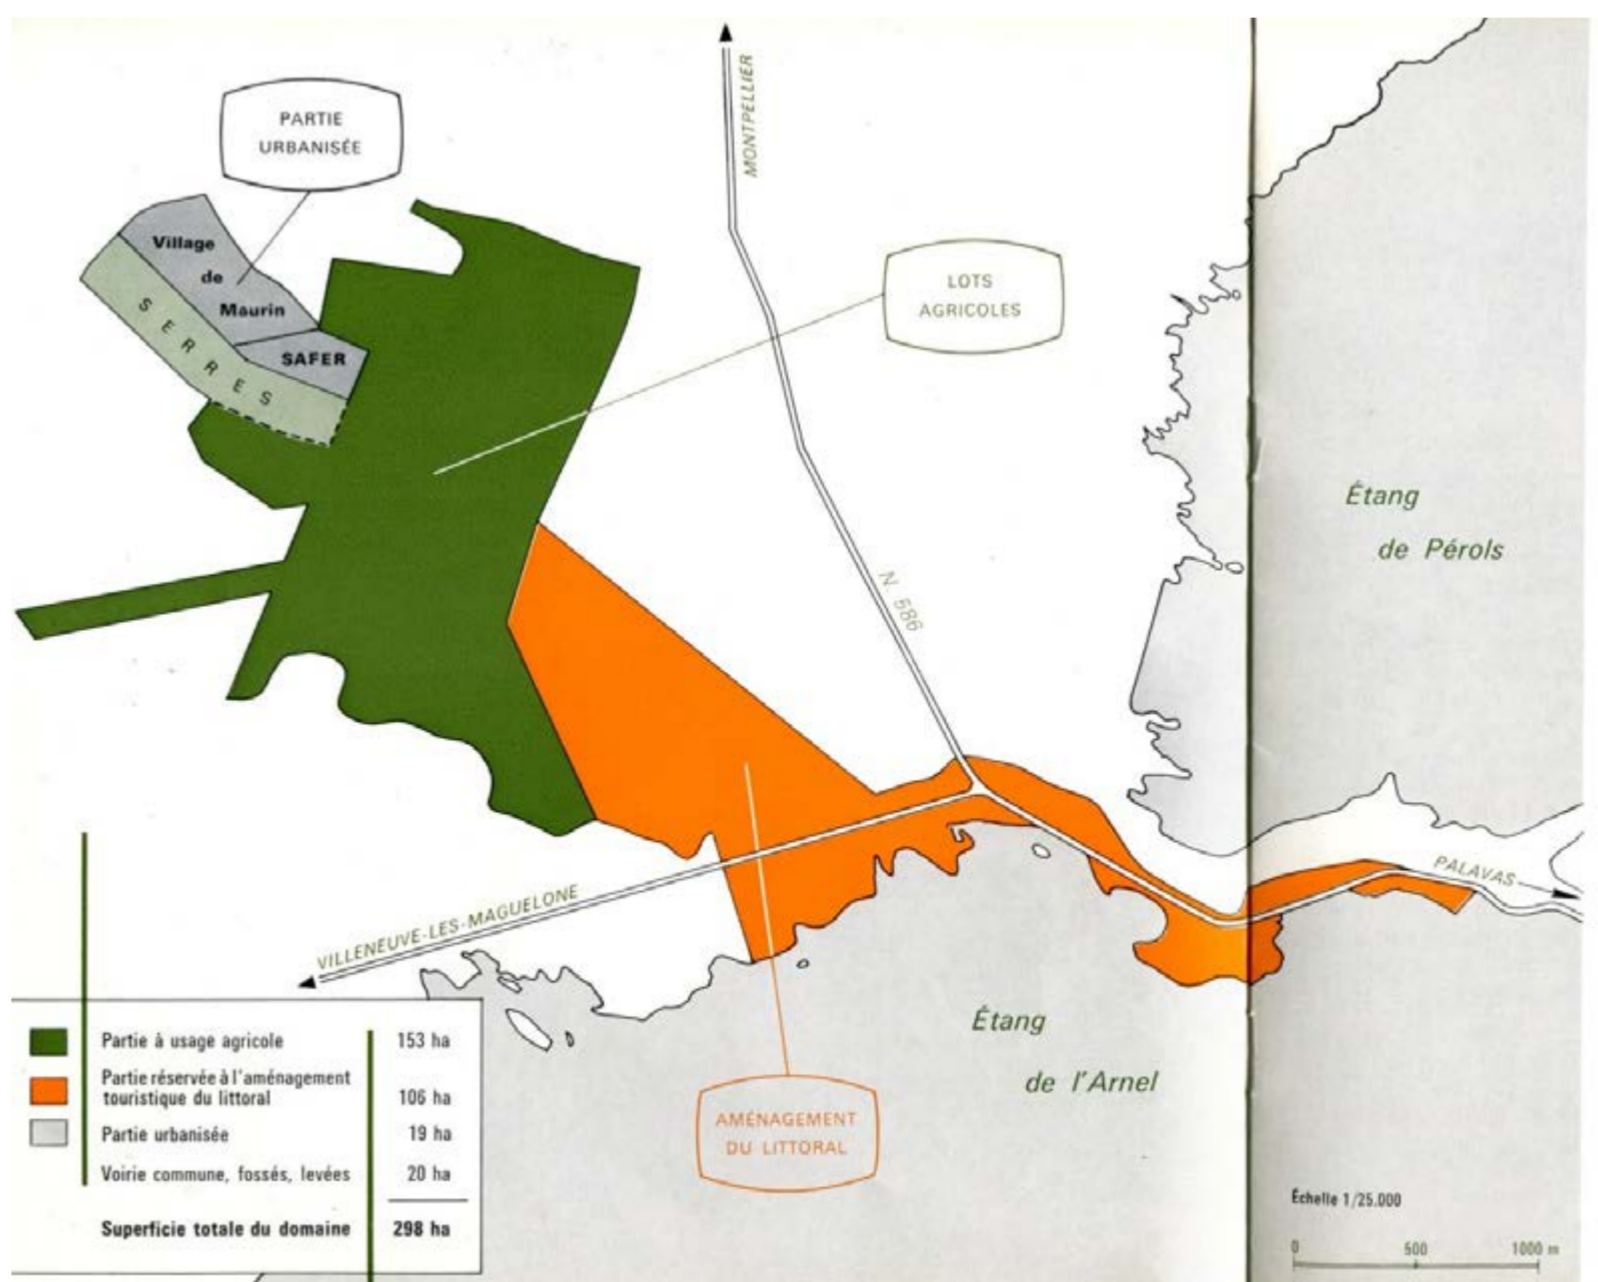 PARTIE
URBANISÉE
MONTPELLIER
Village
de
Maurin
SAFER
SERRES
LOTS
AGRICOLES
Étang
de Pérols
N. 586
PALAVAS
VILLENEUVE-LES-MAGUELONE
Étang
de l'Arnel
AMÉNAGEMENT
DU LITTORAL
Partie à usage agricole 153 ha
Partie réservée à l'aménagement
touristique du littoral 106 ha
Partie urbanisée 19 ha
Voirie commune, fossés, levées 20 ha
Superficie totale du domaine 298 ha
Échelle 1/25.000
0 500 1000 m